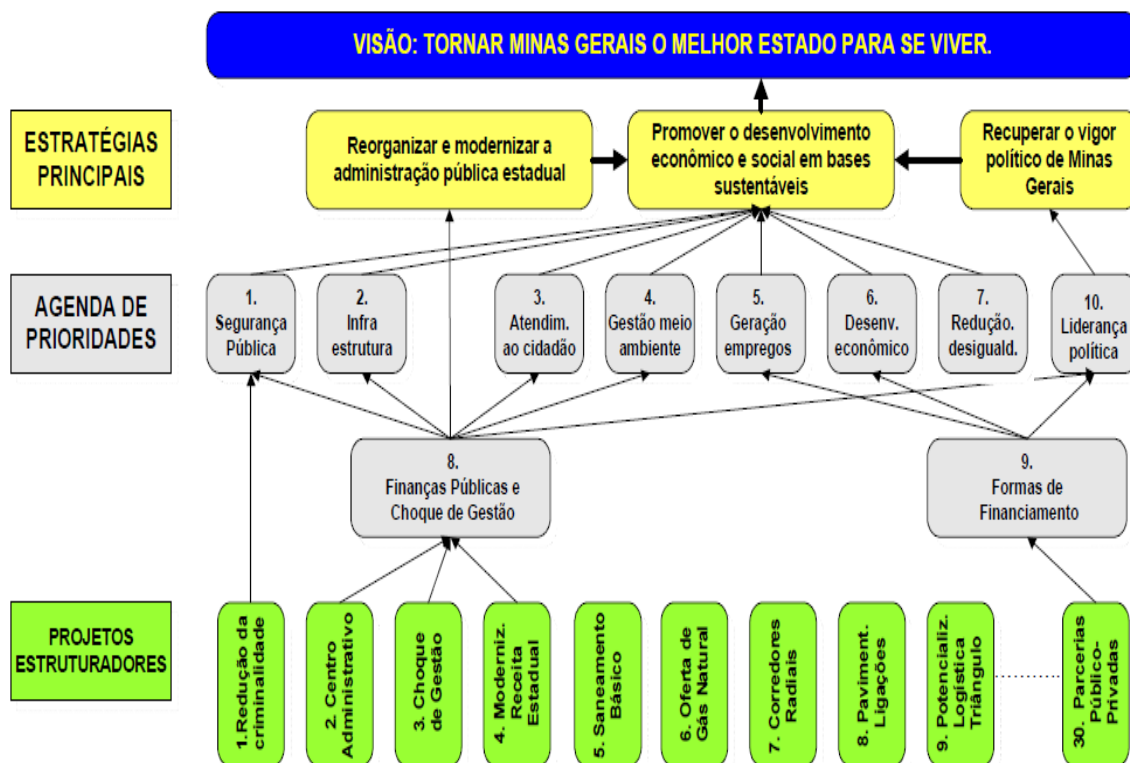 VISÃO: TORNAR MINAS GERAIS O MELHOR ESTADO PARA SE VIVER.
ESTRATÉGIAS
PRINCIPAIS
Reorganizar e modernizar a
administração pública estadual
Promover o desenvolvimento
econômico e social em bases
sustentáveis
Recuperar o vigor
político de Minas
Gerais
AGENDA DE
PRIORIDADES
1.
Segurança
Pública
2.
Infra
estrutura
3.
Atendim.
ao cidadão
4.
Gestão meio
ambiente
5.
Geração
empregos
6.
Desenv.
econômico
7.
Redução.
desiguald.
10.
Liderança
política
8.
Finanças Públicas e
Choque de Gestão
9.
Formas de
Financiamento
PROJETOS
ESTRUTURADORES
1.Redução da
criminalidade
2. Centro
Administrativo
3. Choque
de Gestão
4. Moderniz.
Receita
Estadual
5. Saneamento
Básico
6. Oferta de
Gás Natural
7. Corredores
Radiais
8. Paviment.
Ligações
9. Potencializ.
Logística
Triângulo
30. Parcerias
Público-
Privadas